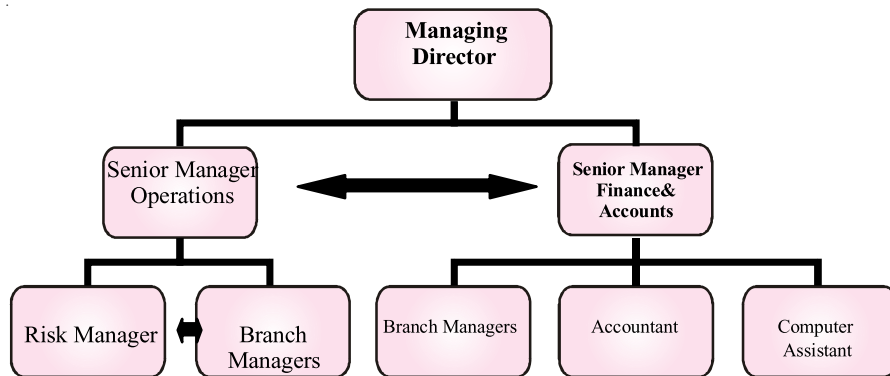 Managing
Director
Senior Manager
Operations
Senior Manager
Finance&
Accounts
Risk Manager
Branch
Managers
Branch Managers
Accountant
Computer
Assistant